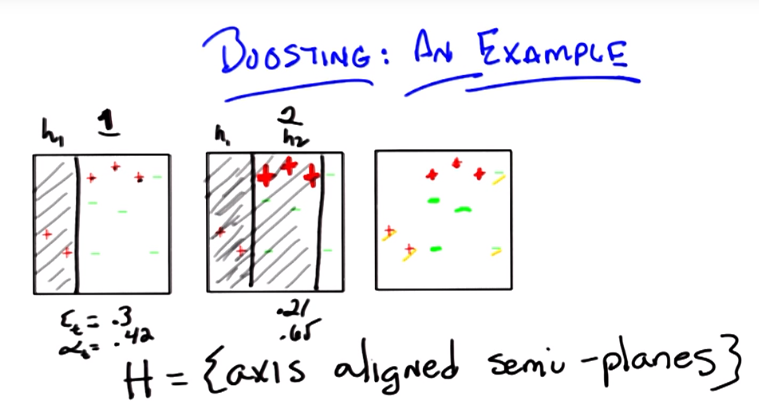 BOOSTING: AN EXAMPLE
h₁ 1
h₁ 2
h₂
εₜ = .3
αₜ = .42
.21
.65
H = {axis aligned semi-planes}